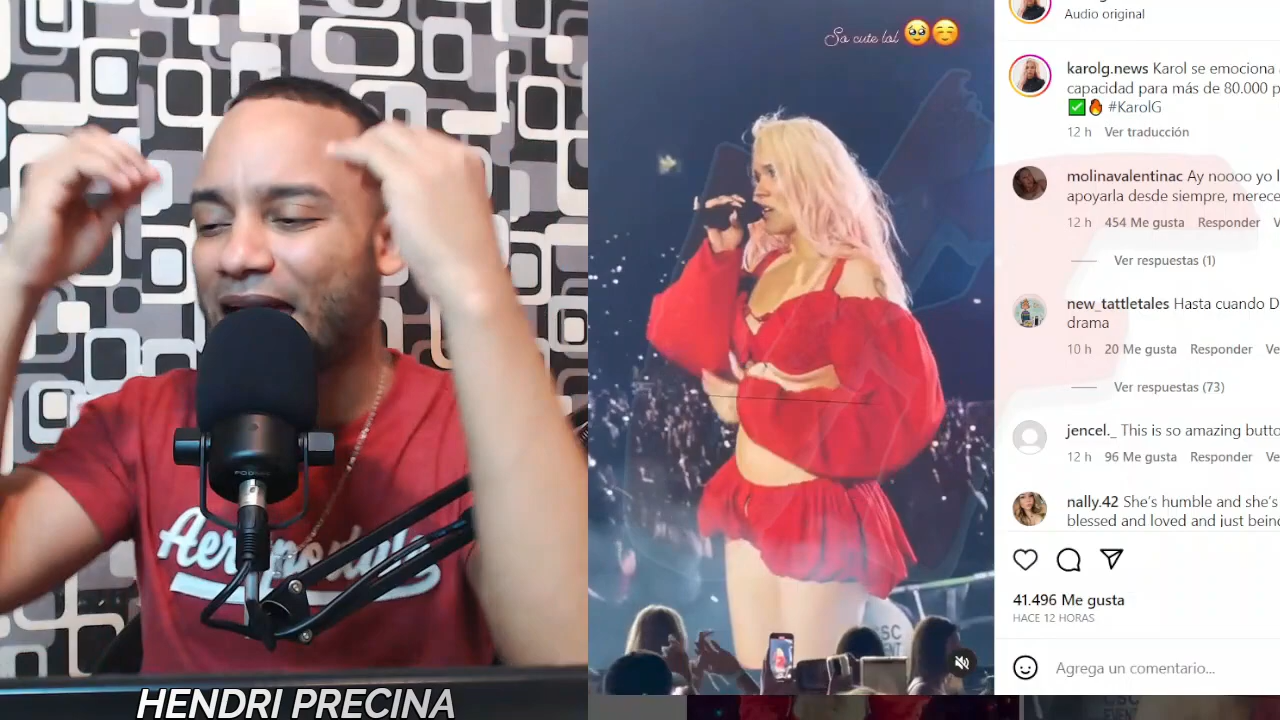 So cute lol
Audio original
karolg.news Karol se emociona
capacidad para más de 80.000 p
#KarolG
12 h Ver traducción
molinavalentinac Ay noooo yo l
apoyarla desde siempre, merece
12 h 454 Me gusta Responder V
Ver respuestas (1)
new_tattletales Hasta cuando D
drama
10 h 20 Me gusta Responder Ve
Ver respuestas (73)
jencel._ This is so amazing butto
12 h 96 Me gusta Responder Ve
nally.42 She's humble and she's
blessed and loved and just being
41.496 Me gusta
HACE 12 HORAS
Agrega un comentario...
HENDRI PRECINA